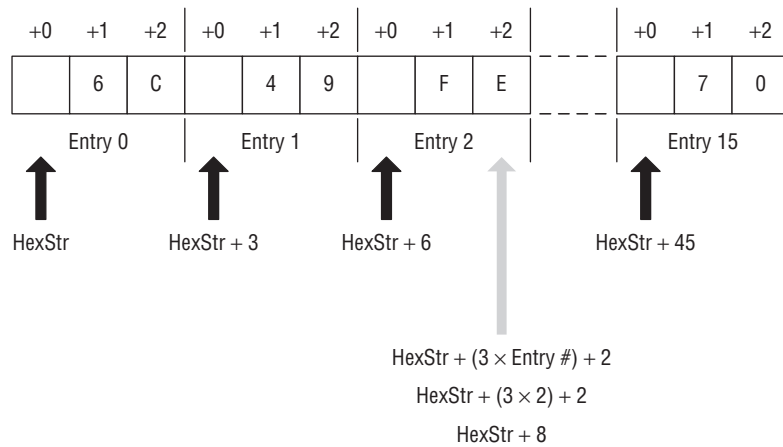 +0 +1 +2 +0 +1 +2 +0 +1 +2 +0 +1 +2
6 C 4 9 F E 7 0
Entry 0 Entry 1 Entry 2 Entry 15
HexStr HexStr + 3 HexStr + 6 HexStr + 45
HexStr + (3 × Entry #) + 2
HexStr + (3 × 2) + 2
HexStr + 8